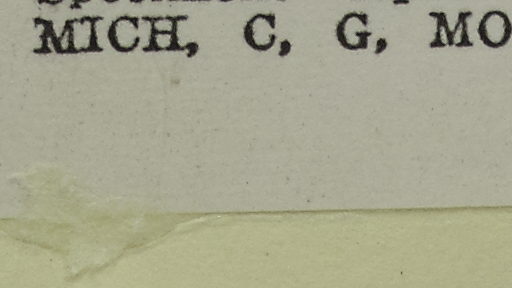 MICH, C, G, MO